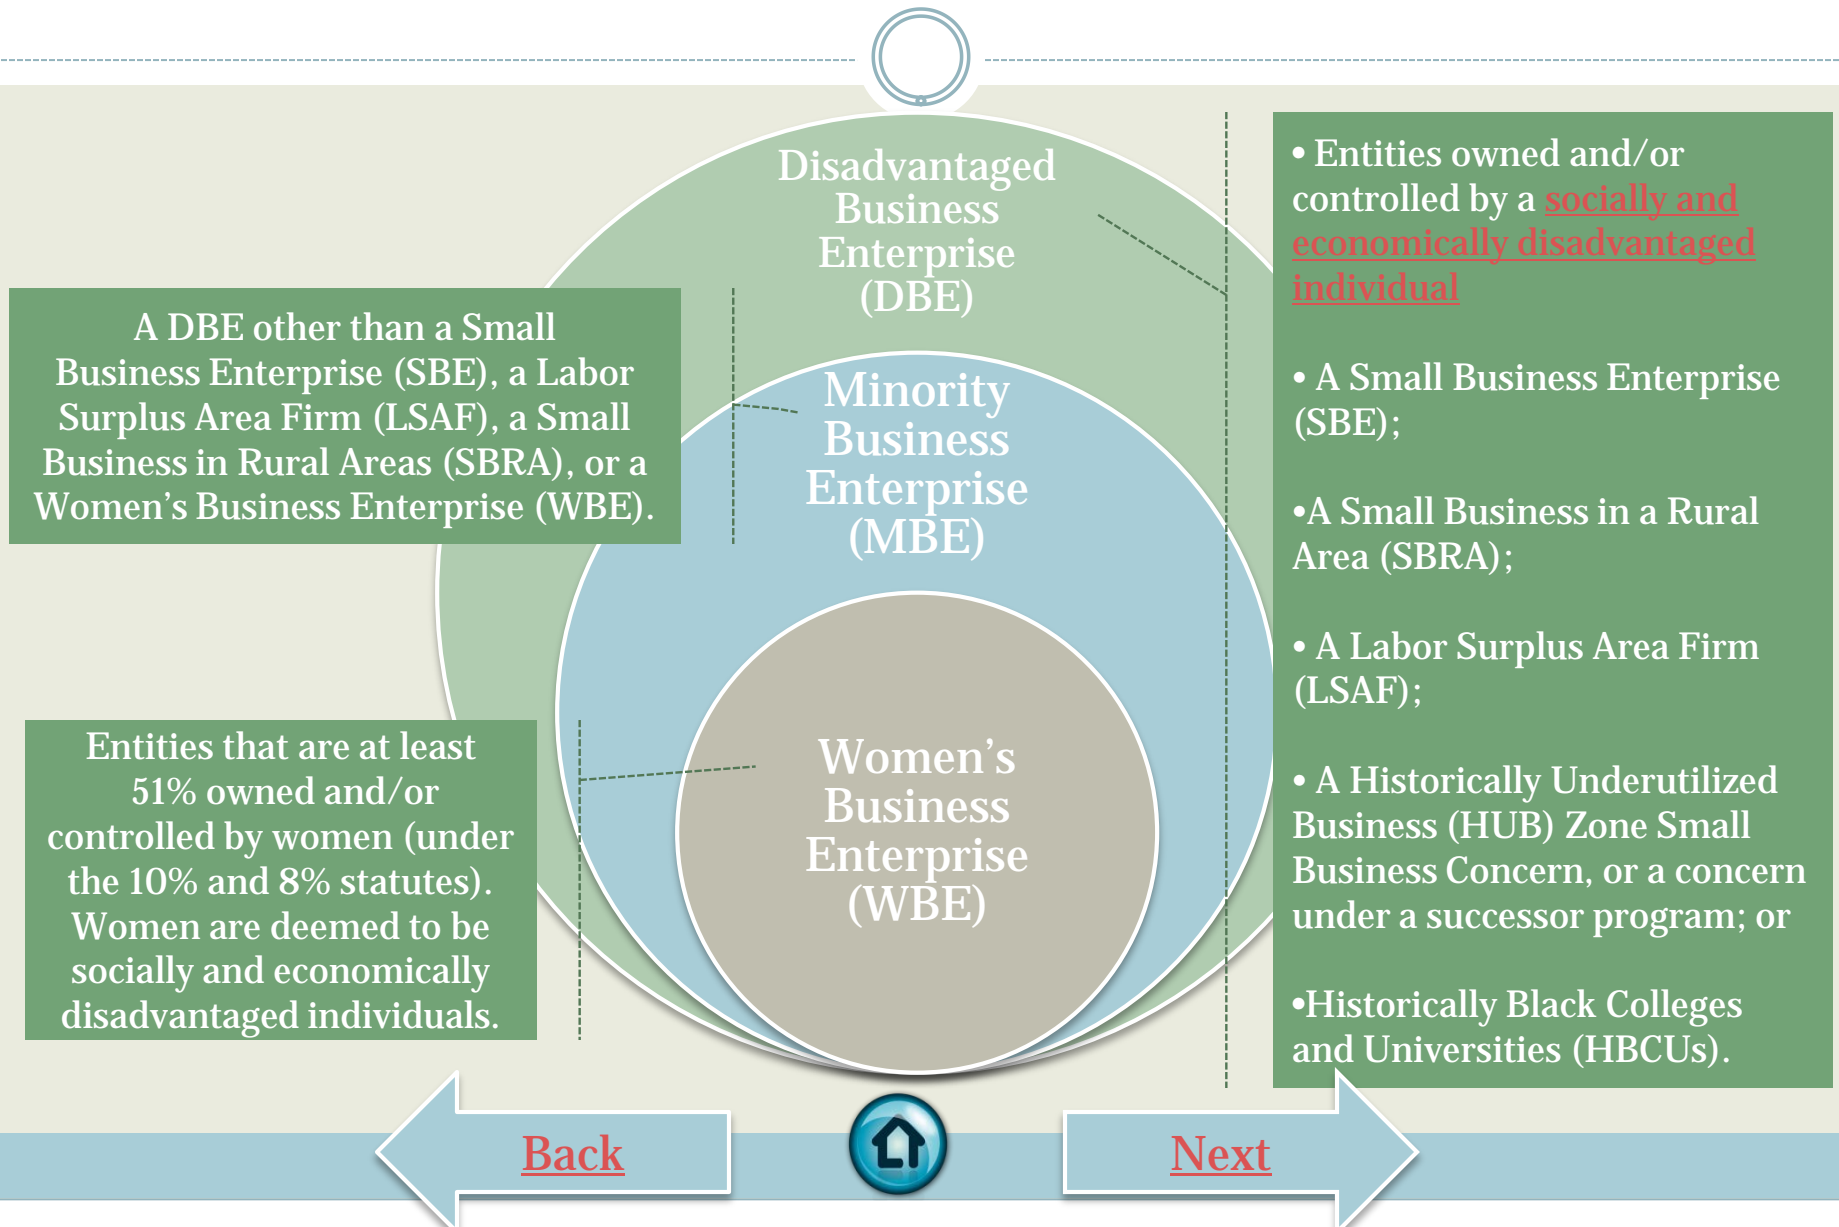 Disadvantaged
Business
Enterprise
(DBE)
A DBE other than a Small
Business Enterprise (SBE), a Labor
Surplus Area Firm (LSAF), a Small
Business in Rural Areas (SBRA), or a
Women’s Business Enterprise (WBE).
Minority
Business
Enterprise
(MBE)
Entities that are at least
51% owned and/or
controlled by women (under
the 10% and 8% statutes).
Women are deemed to be
socially and economically
disadvantaged individuals.
Women’s
Business
Enterprise
(WBE)
• Entities owned and/or
controlled by a socially and
economically disadvantaged
individual
• A Small Business Enterprise
(SBE);
•A Small Business in a Rural
Area (SBRA);
• A Labor Surplus Area Firm
(LSAF);
• A Historically Underutilized
Business (HUB) Zone Small
Business Concern, or a concern
under a successor program; or
•Historically Black Colleges
and Universities (HBCUs).
Back
Next